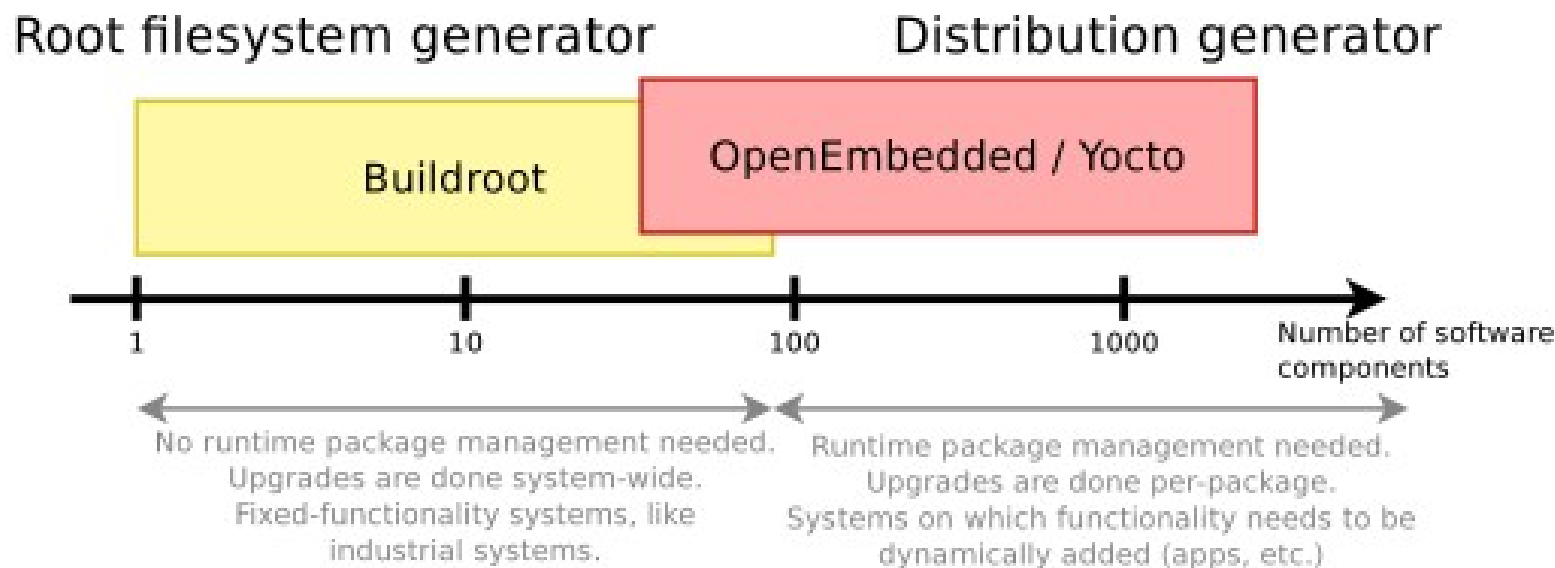 Root filesystem generator
Distribution generator
Buildroot
OpenEmbedded / Yocto
1
10
100
1000
Number of software
components
No runtime package management needed.
Upgrades are done system-wide.
Fixed-functionality systems, like
industrial systems.
Runtime package management needed.
Upgrades are done per-package.
Systems on which functionality needs to be
dynamically added (apps, etc.)